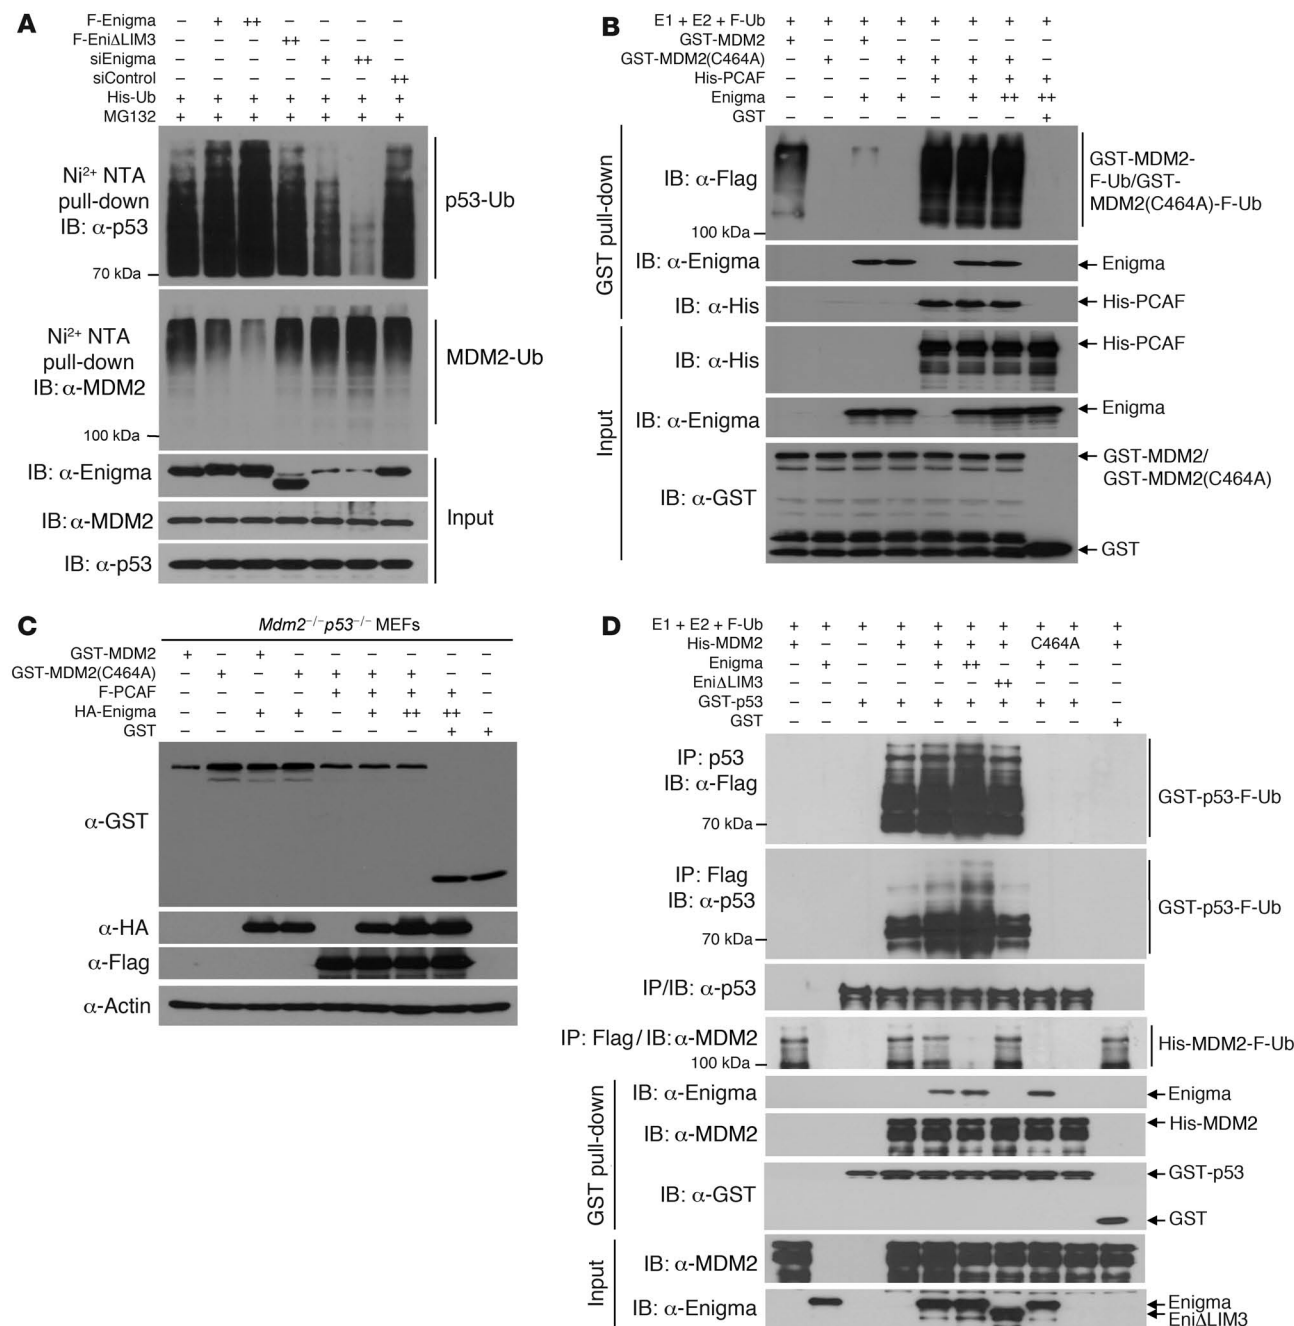 A
F-Enigma – + ++ – – – –
F-EniΔLIM3 – – – ++ – – –
siEnigma – – – – + ++ –
siControl – – – – – – ++
His-Ub + + + + + + +
MG132 + + + + + + +
Ni²⁺ NTA
pull-down
IB: α-p53
70 kDa
p53-Ub
Ni²⁺ NTA
pull-down
IB: α-MDM2
100 kDa
MDM2-Ub
IB: α-Enigma
IB: α-MDM2
IB: α-p53
Input
B
E1 + E2 + F-Ub + + + + + + + +
GST-MDM2 + – + – – – – –
GST-MDM2(C464A) – + – + + + + –
His-PCAF – – – – + + + +
Enigma – – + + – + ++ ++
GST – – – – – – – +
GST pull-down
IB: α-Flag
100 kDa
GST-MDM2-
F-Ub/GST-
MDM2(C464A)-F-Ub
IB: α-Enigma
Enigma
IB: α-His
His-PCAF
Input
IB: α-His
His-PCAF
IB: α-Enigma
Enigma
IB: α-GST
GST-MDM2/
GST-MDM2(C464A)
GST
C
Mdm2⁻/⁻p53⁻/⁻ MEFs
GST-MDM2 + – + – – – – – –
GST-MDM2(C464A) – + – + + + + – –
F-PCAF – – – – + + + + –
HA-Enigma – – + + – + ++ ++ –
GST – – – – – – – + +
α-GST
α-HA
α-Flag
α-Actin
D
E1 + E2 + F-Ub + + + + + + + + + +
His-MDM2 + – – + + + + C464A +
Enigma – + – – + ++ – + – –
EniΔLIM3 – – – – – – ++ – – –
GST-p53 – – + + + + + + + –
GST – – – – – – – – – +
IP: p53
IB: α-Flag
70 kDa
GST-p53-F-Ub
IP: Flag
IB: α-p53
70 kDa
GST-p53-F-Ub
IP/IB: α-p53
IP: Flag/IB: α-MDM2
100 kDa
His-MDM2-F-Ub
GST pull-down
IB: α-Enigma
Enigma
IB: α-MDM2
His-MDM2
IB: α-GST
GST-p53
GST
Input
IB: α-MDM2
IB: α-Enigma
Enigma
EniΔLIM3